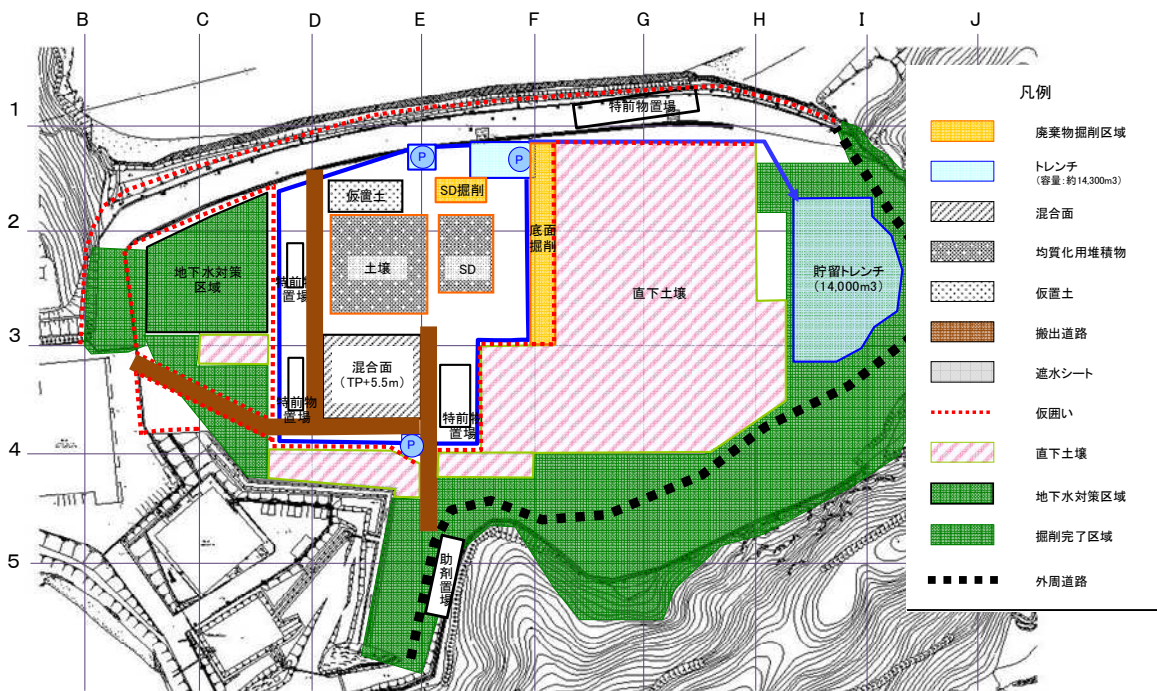 B C D E F G H I J
凡例
1
特前物置場
廃棄物掘削区域
P
P
トレンチ
(容量:約14,300m3)
SD掘削
仮置土
混合面
2
底面
掘削
均質化用堆積物
地下水対策
区域
土壌
SD
貯留トレンチ
(14,000m3)
特前物
置場
直下土壌
仮置土
3
搬出道路
混合面
(TP+5.5m)
遮水シート
特前物
置場
特前物
置場
仮囲い
P
4
直下土壌
地下水対策区域
掘削完了区域
5
助剤置場
外周道路